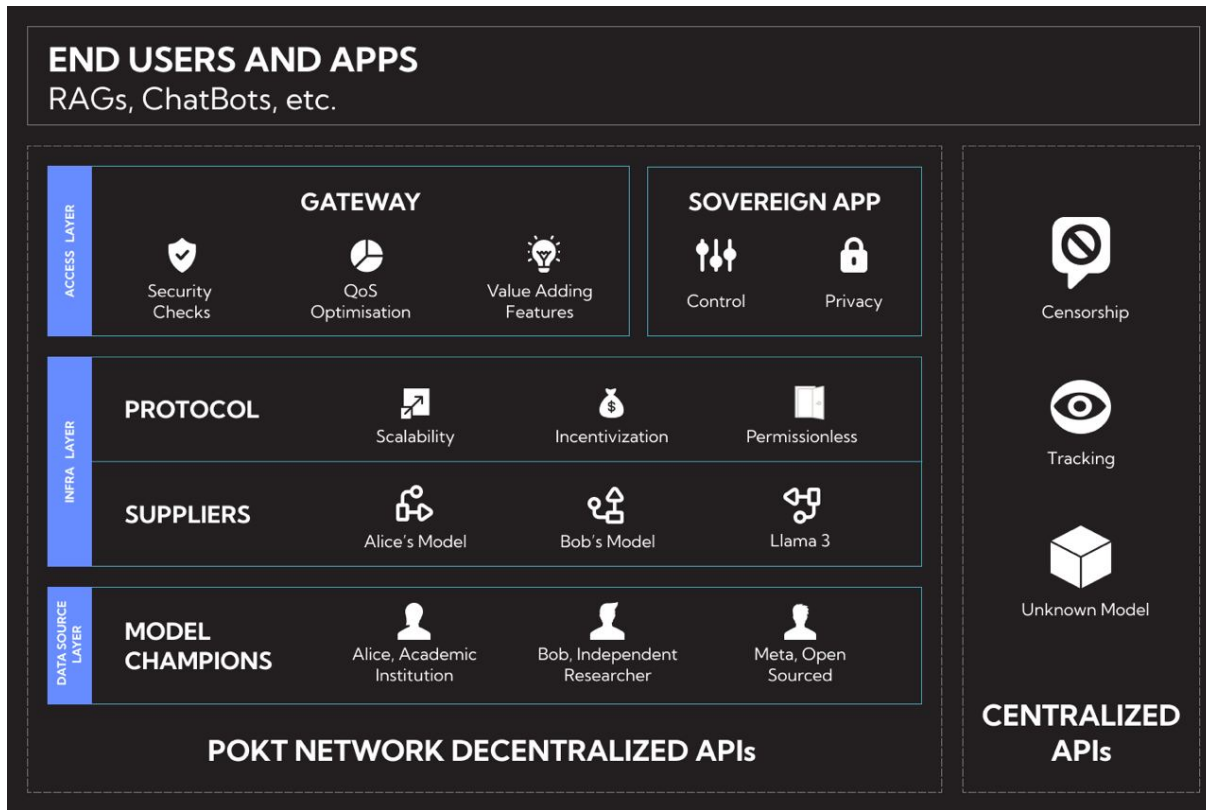 END USERS AND APPS
RAGs, ChatBots, etc.
ACCESS LAYER
GATEWAY
Security
Checks
QoS
Optimisation
Value Adding
Features
SOVEREIGN APP
Control
Privacy
INFRA LAYER
PROTOCOL
Scalability
Incentivization
Permissionless
SUPPLIERS
Alice's Model
Bob's Model
Llama 3
DATA SOURCE
LAYER
MODEL
CHAMPIONS
Alice, Academic
Institution
Bob, Independent
Researcher
Meta, Open
Sourced
POKT NETWORK DECENTRALIZED APIs
Censorship
Tracking
Unknown Model
CENTRALIZED
APIs